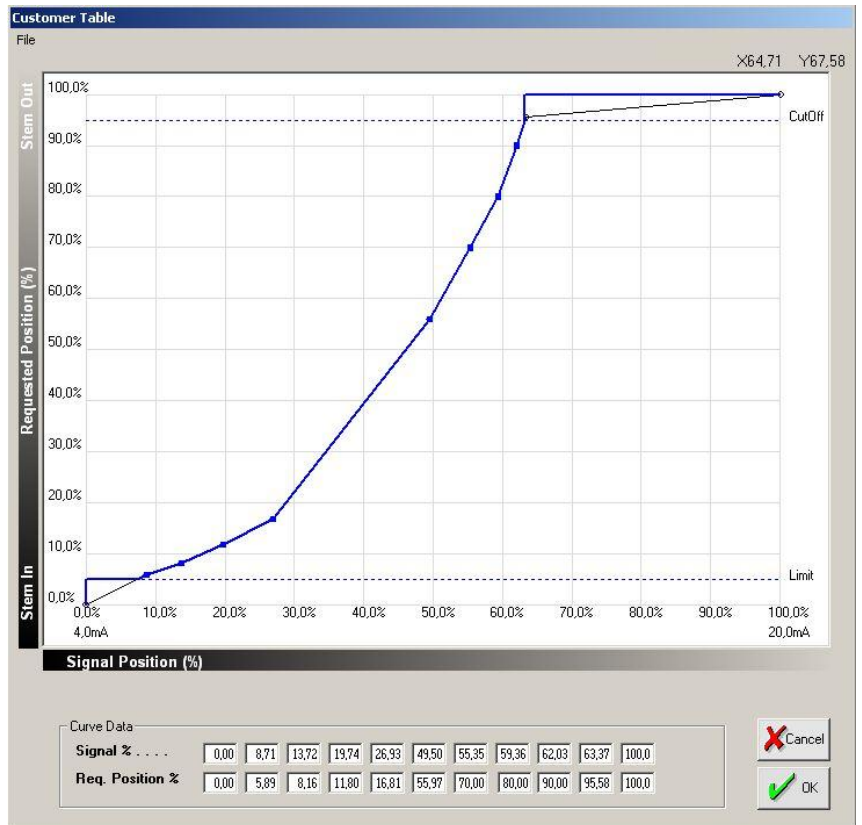 Customer Table
File
X64,71 Y67,58
Stem Out
Requested Position (%)
Stem In
100,0%
90,0%
80,0%
70,0%
60,0%
50,0%
40,0%
30,0%
20,0%
10,0%
0,0%
CutOff
Limit
0,0% 10,0% 20,0% 30,0% 40,0% 50,0% 60,0% 70,0% 80,0% 90,0% 100,0%
4,0mA 20,0mA
Signal Position (%)
Curve Data
Signal % . . . . 0,00 8,71 13,72 19,74 26,93 49,50 55,35 59,36 62,03 63,37 100,0
Req. Position % 0,00 5,89 8,16 11,80 16,81 55,97 70,00 80,00 90,00 95,58 100,0
Cancel
OK